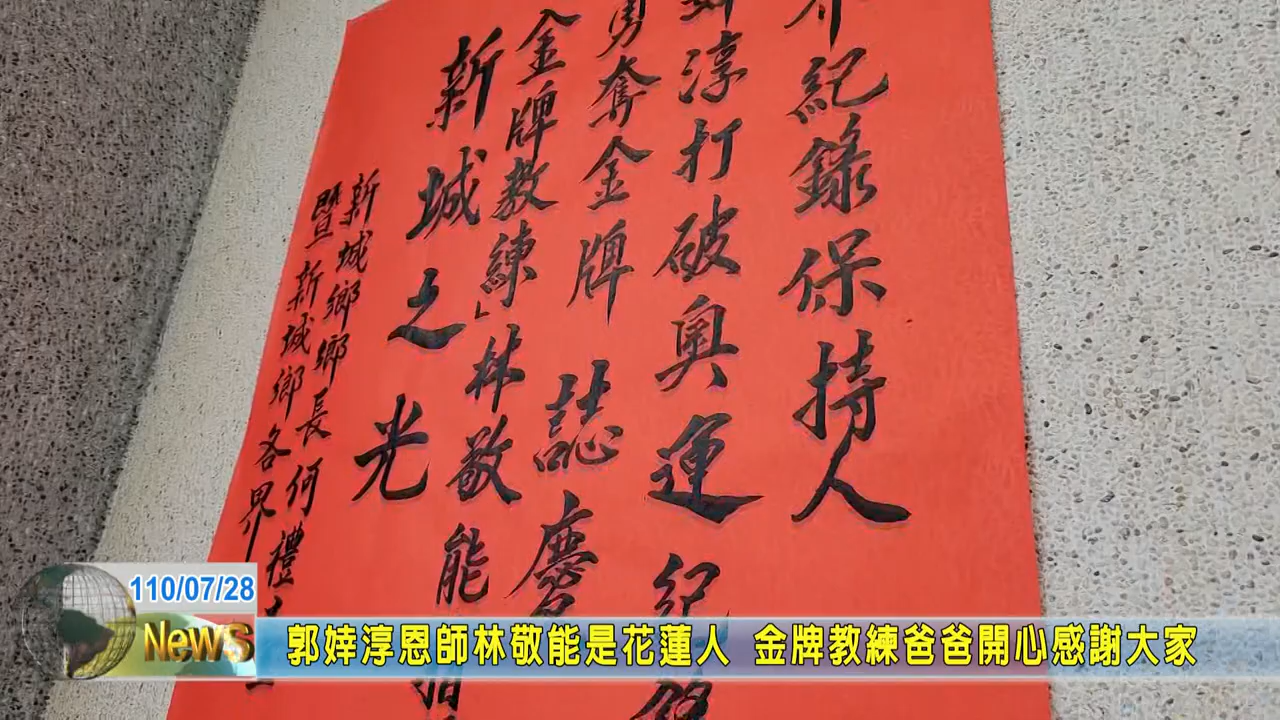 界紀錄保持人
淳打破奧運紀錄
勇奪金牌 誌慶
金牌教練」林敬能指
新城之光
新城鄉鄉長何禮
暨新城鄉各界
110/07/28
NewS
郭婞淳恩師林敬能是花蓮人 金牌教練爸爸開心感謝大家